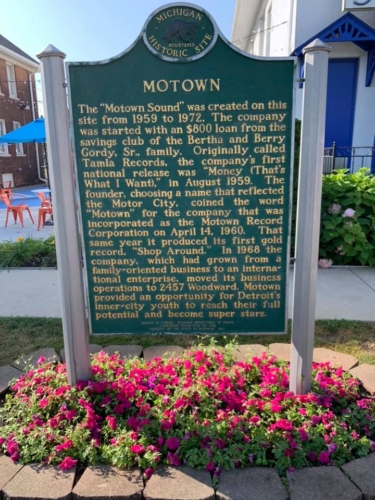 MICHIGAN
REGISTERED
HISTORIC SITE
MOTOWN
The "Motown Sound" was created on this
site from 1959 to 1972. The company
was started with an $800 loan from the
savings club of the Bertha and Berry
Gordy, Sr., family. Originally called
Tamla Records, the company's first
national release was "Money (That's
What I Want)," in August 1959. The
founder, choosing a name that reflected
the Motor City, coined the word
"Motown" for the company that was
incorporated as the Motown Record
Corporation on April 14, 1960. That
same year it produced its first gold
record, "Shop Around." In 1968 the
company, which had grown from a
family-oriented business to an interna-
tional enterprise, moved its business
operations to 2457 Woodward. Motown
provided an opportunity for Detroit's
inner-city youth to reach their full
potential and become super stars.